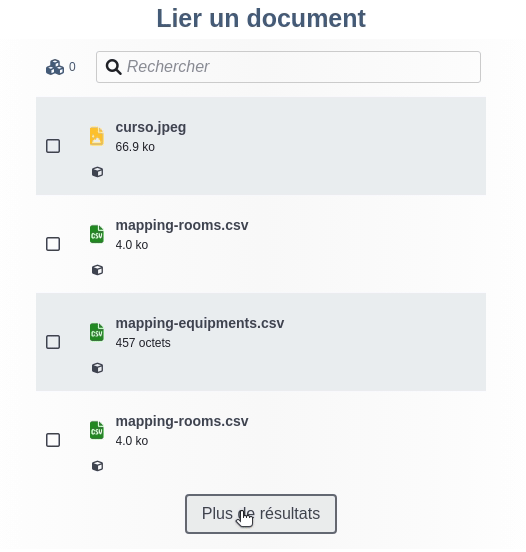 Lier un document
0
Rechercher
curso.jpeg
66.9 ko
CSV
mapping-rooms.csv
4.0 ko
CSV
mapping-equipments.csv
457 octets
CSV
mapping-rooms.csv
4.0 ko
Plus de résultats